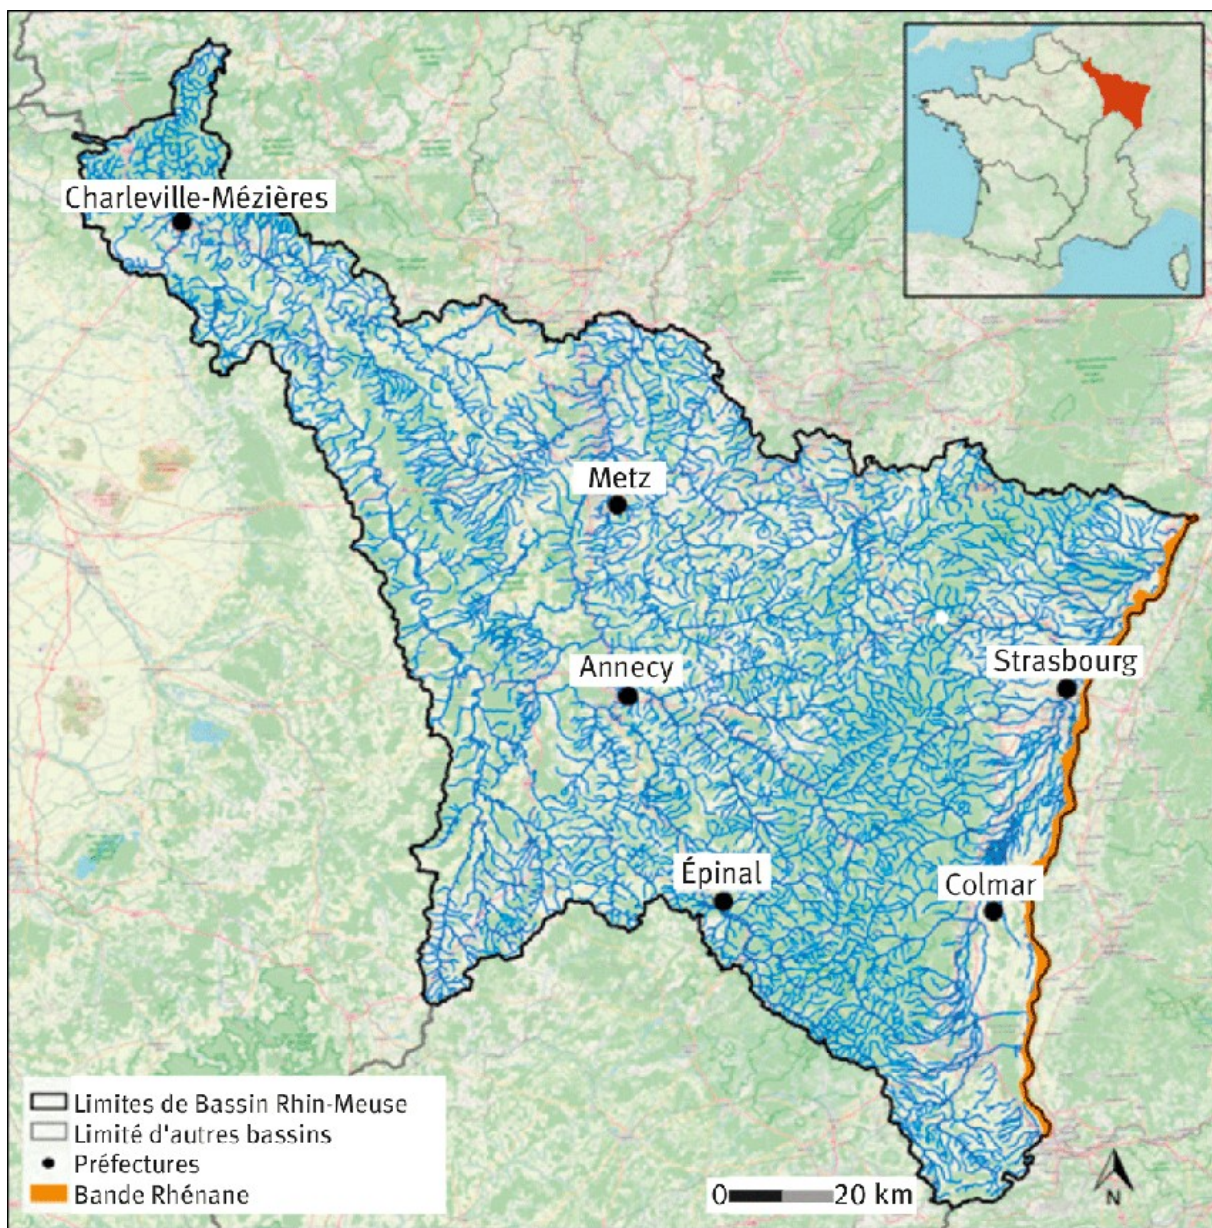 Charleville-Mézières
Metz
Annecy
Strasbourg
Épinal
Colmar
Limites de Bassin Rhin-Meuse
Limité d'autres bassins
Préfectures
Bande Rhénane
0 20 km
N